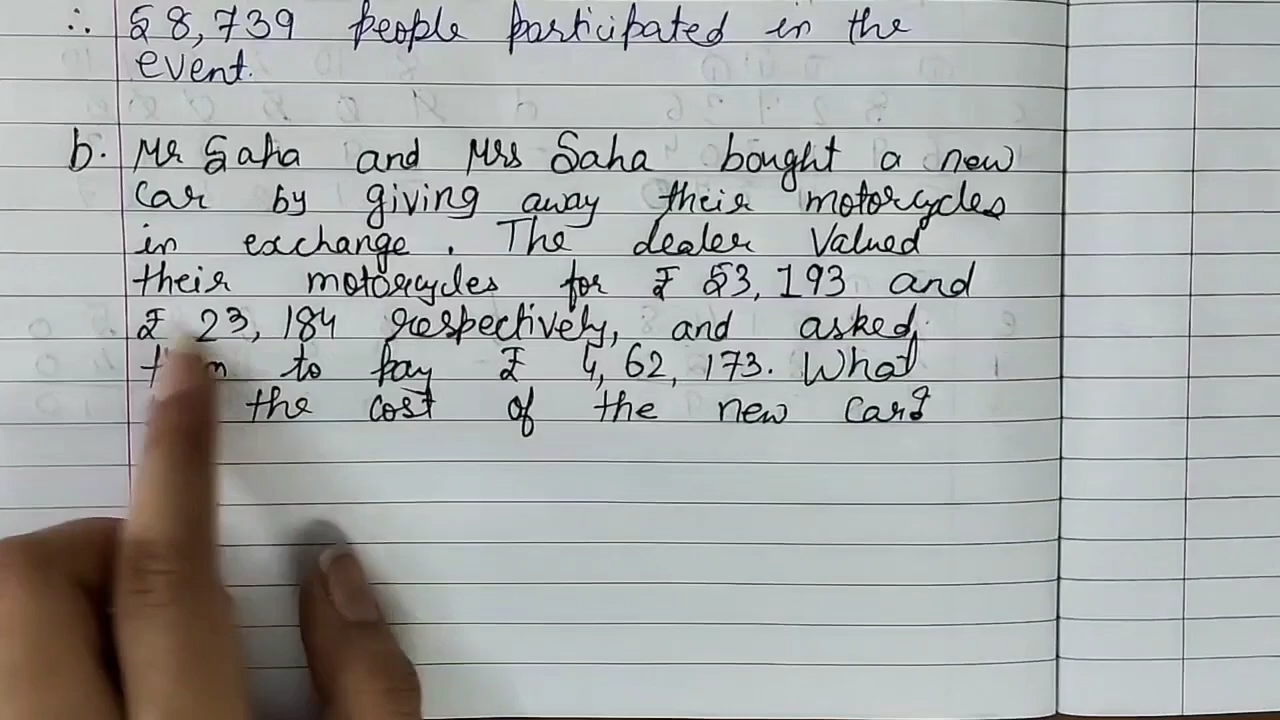 ∴ 58,739 people participated in the
event.
b. Mr Saha and Mrs Saha bought a new
car by giving away their motorcycles
in exchange. The dealer valued
their motorcycles for ₹ 53,193 and
₹ 23,184 respectively, and asked
to pay ₹ 4,62,173. What
the cost of the new car?